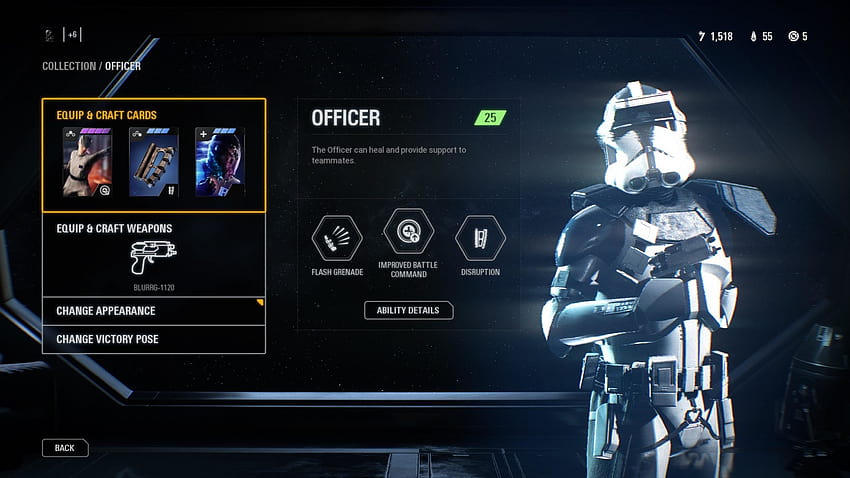 +6
1,518
55
5
COLLECTION / OFFICER
EQUIP & CRAFT CARDS
EQUIP & CRAFT WEAPONS
BLURRG-1120
CHANGE APPEARANCE
CHANGE VICTORY POSE
OFFICER
25
The Officer can heal and provide support to
teammates.
FLASH GRENADE
IMPROVED BATTLE
COMMAND
DISRUPTION
ABILITY DETAILS
BACK